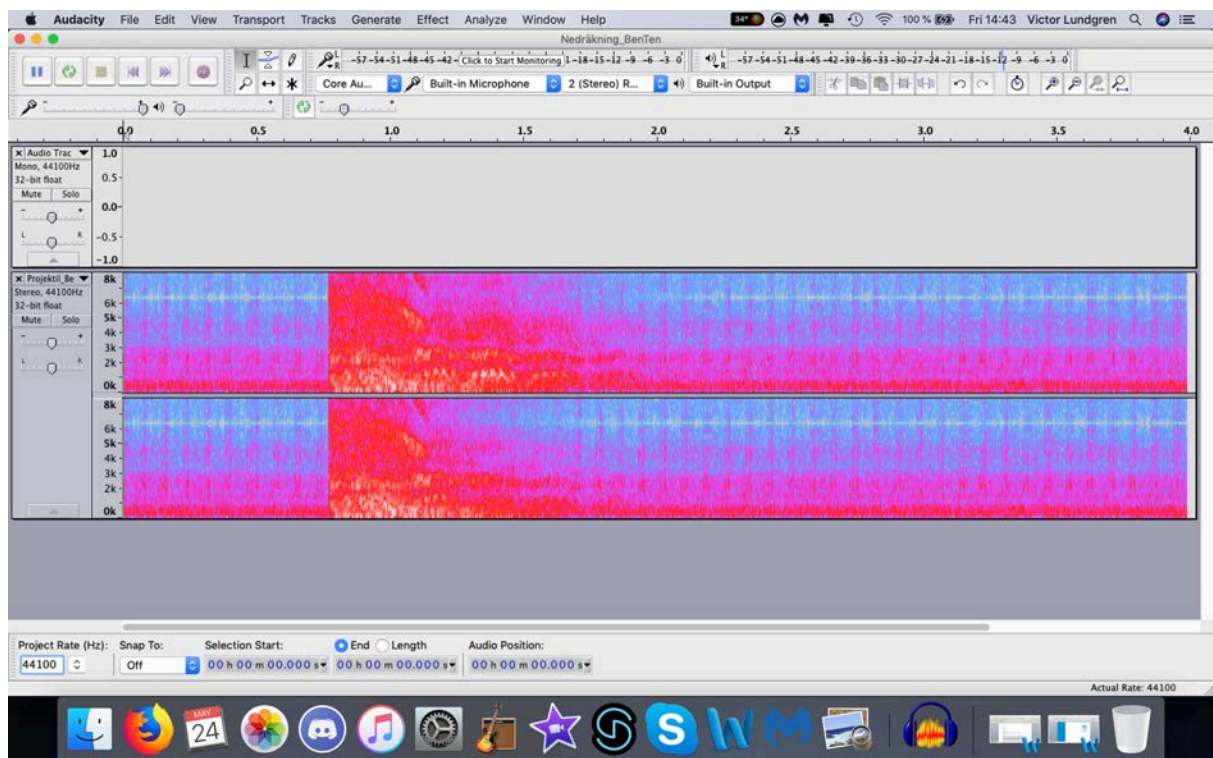 Audacity File Edit View Transport Tracks Generate Effect Analyze Window Help 34° 100 % Fri 14:43 Victor Lundgren
Nedräkning_BenTen
L R -57 -54 -51 -48 -45 -42 - Click to Start Monitoring 1 -18 -15 -12 -9 -6 -3 0 L R -57 -54 -51 -48 -45 -42 -39 -36 -33 -30 -27 -24 -21 -18 -15 -12 -9 -6 -3 0
Core Au... Built-in Microphone 2 (Stereo) R... Built-in Output
0.0 0.5 1.0 1.5 2.0 2.5 3.0 3.5 4.0
Audio Trac
Mono, 44100Hz
32-bit float
Mute Solo
- +
L R
1.0
0.5
0.0
-0.5
-1.0
Projektil_Be
Stereo, 44100Hz
32-bit float
Mute Solo
- +
L R
8k
6k
5k
4k
3k
2k
0k
8k
6k
5k
4k
3k
2k
0k
Project Rate (Hz): Snap To: Selection Start: End Length Audio Position:
44100 Off 00 h 00 m 00.000 s 00 h 00 m 00.000 s 00 h 00 m 00.000 s
Actual Rate: 44100
MAY
24